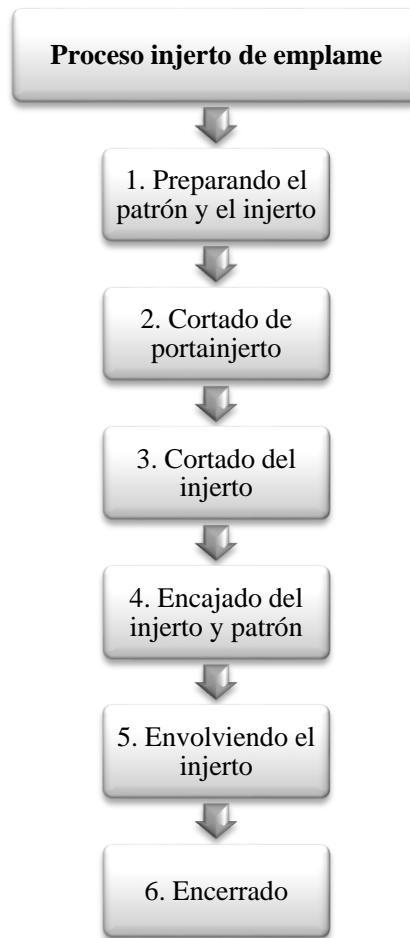 Proceso injerto de emplame
1. Preparando el
patrón y el injerto
2. Cortado de
portainjerto
3. Cortado del
injerto
4. Encajado del
injerto y patrón
5. Envolviendo el
injerto
6. Encerrado